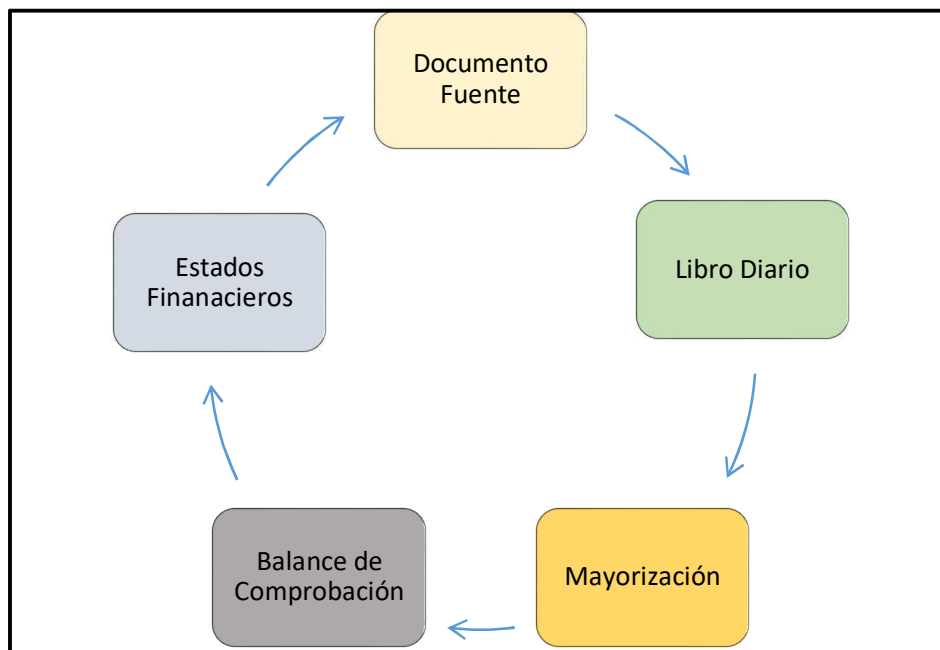 Documento
Fuente
Libro Diario
Mayorización
Balance de
Comprobación
Estados
Finanacieros